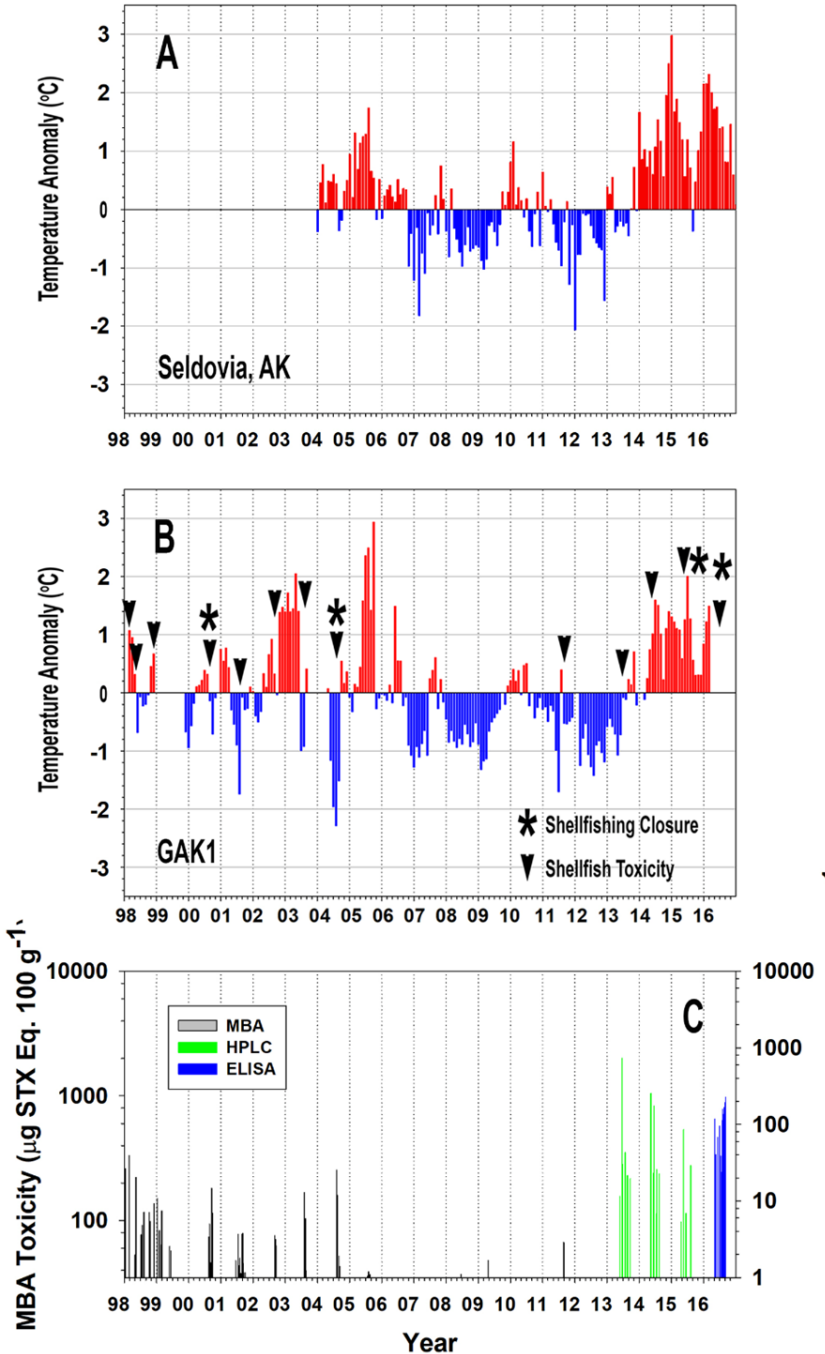 A
Temperature Anomaly (ºC)
3
2
1
0
-1
-2
-3
Seldovia, AK
98 99 00 01 02 03 04 05 06 07 08 09 10 11 12 13 14 15 16
B
Temperature Anomaly (ºC)
3
2
1
0
-1
-2
-3
* Shellfishing Closure
Shellfish Toxicity
GAK1
98 99 00 01 02 03 04 05 06 07 08 09 10 11 12 13 14 15 16
C
MBA Toxicity (µg STX Eq. 100 g-1
10000
1000
100
MBA
HPLC
ELISA
10000
1000
100
10
1
98 99 00 01 02 03 04 05 06 07 08 09 10 11 12 13 14 15 16
Year